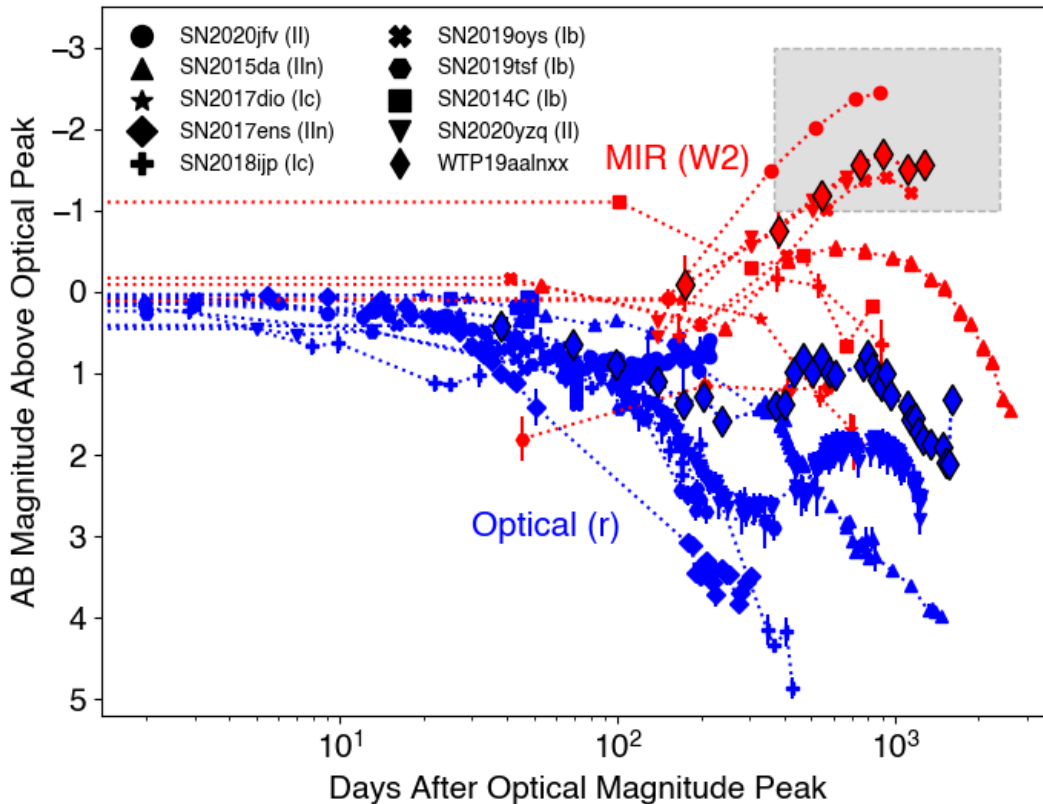 −3
−2
−1
0
1
2
3
4
5
AB Magnitude Above Optical Peak
SN2020jfv (II)
SN2015da (IIn)
SN2017dio (Ic)
SN2017ens (IIn)
SN2018ijp (Ic)
SN2019oys (Ib)
SN2019tsf (Ib)
SN2014C (Ib)
SN2020yzq (II)
WTP19aalnxx
MIR (W2)
Optical (r)
10¹
10²
10³
Days After Optical Magnitude Peak